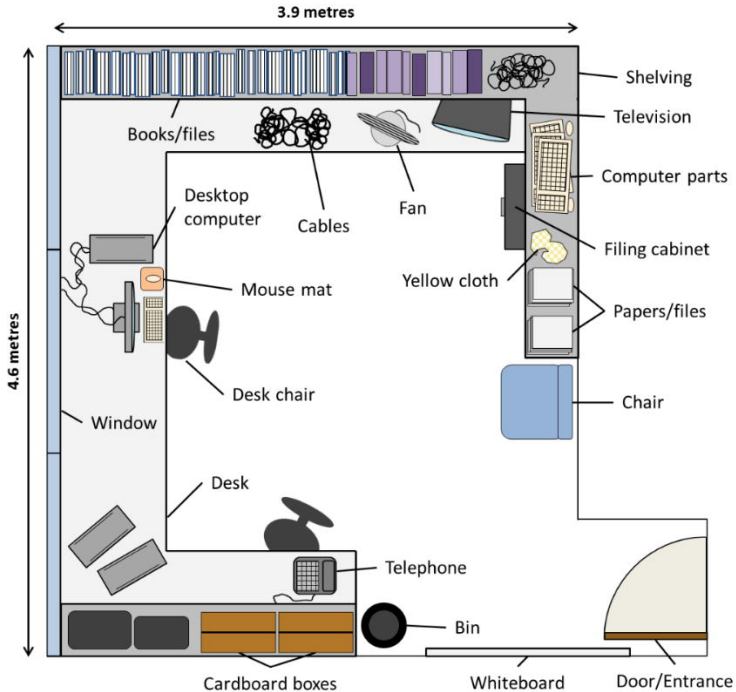 3.9 metres
Shelving
Television
Books/files
Computer parts
Desktop
computer
Cables
Fan
Filing cabinet
Yellow cloth
Mouse mat
Papers/files
4.6 metres
Desk chair
Chair
Window
Desk
Telephone
Bin
Cardboard boxes
Whiteboard
Door/Entrance